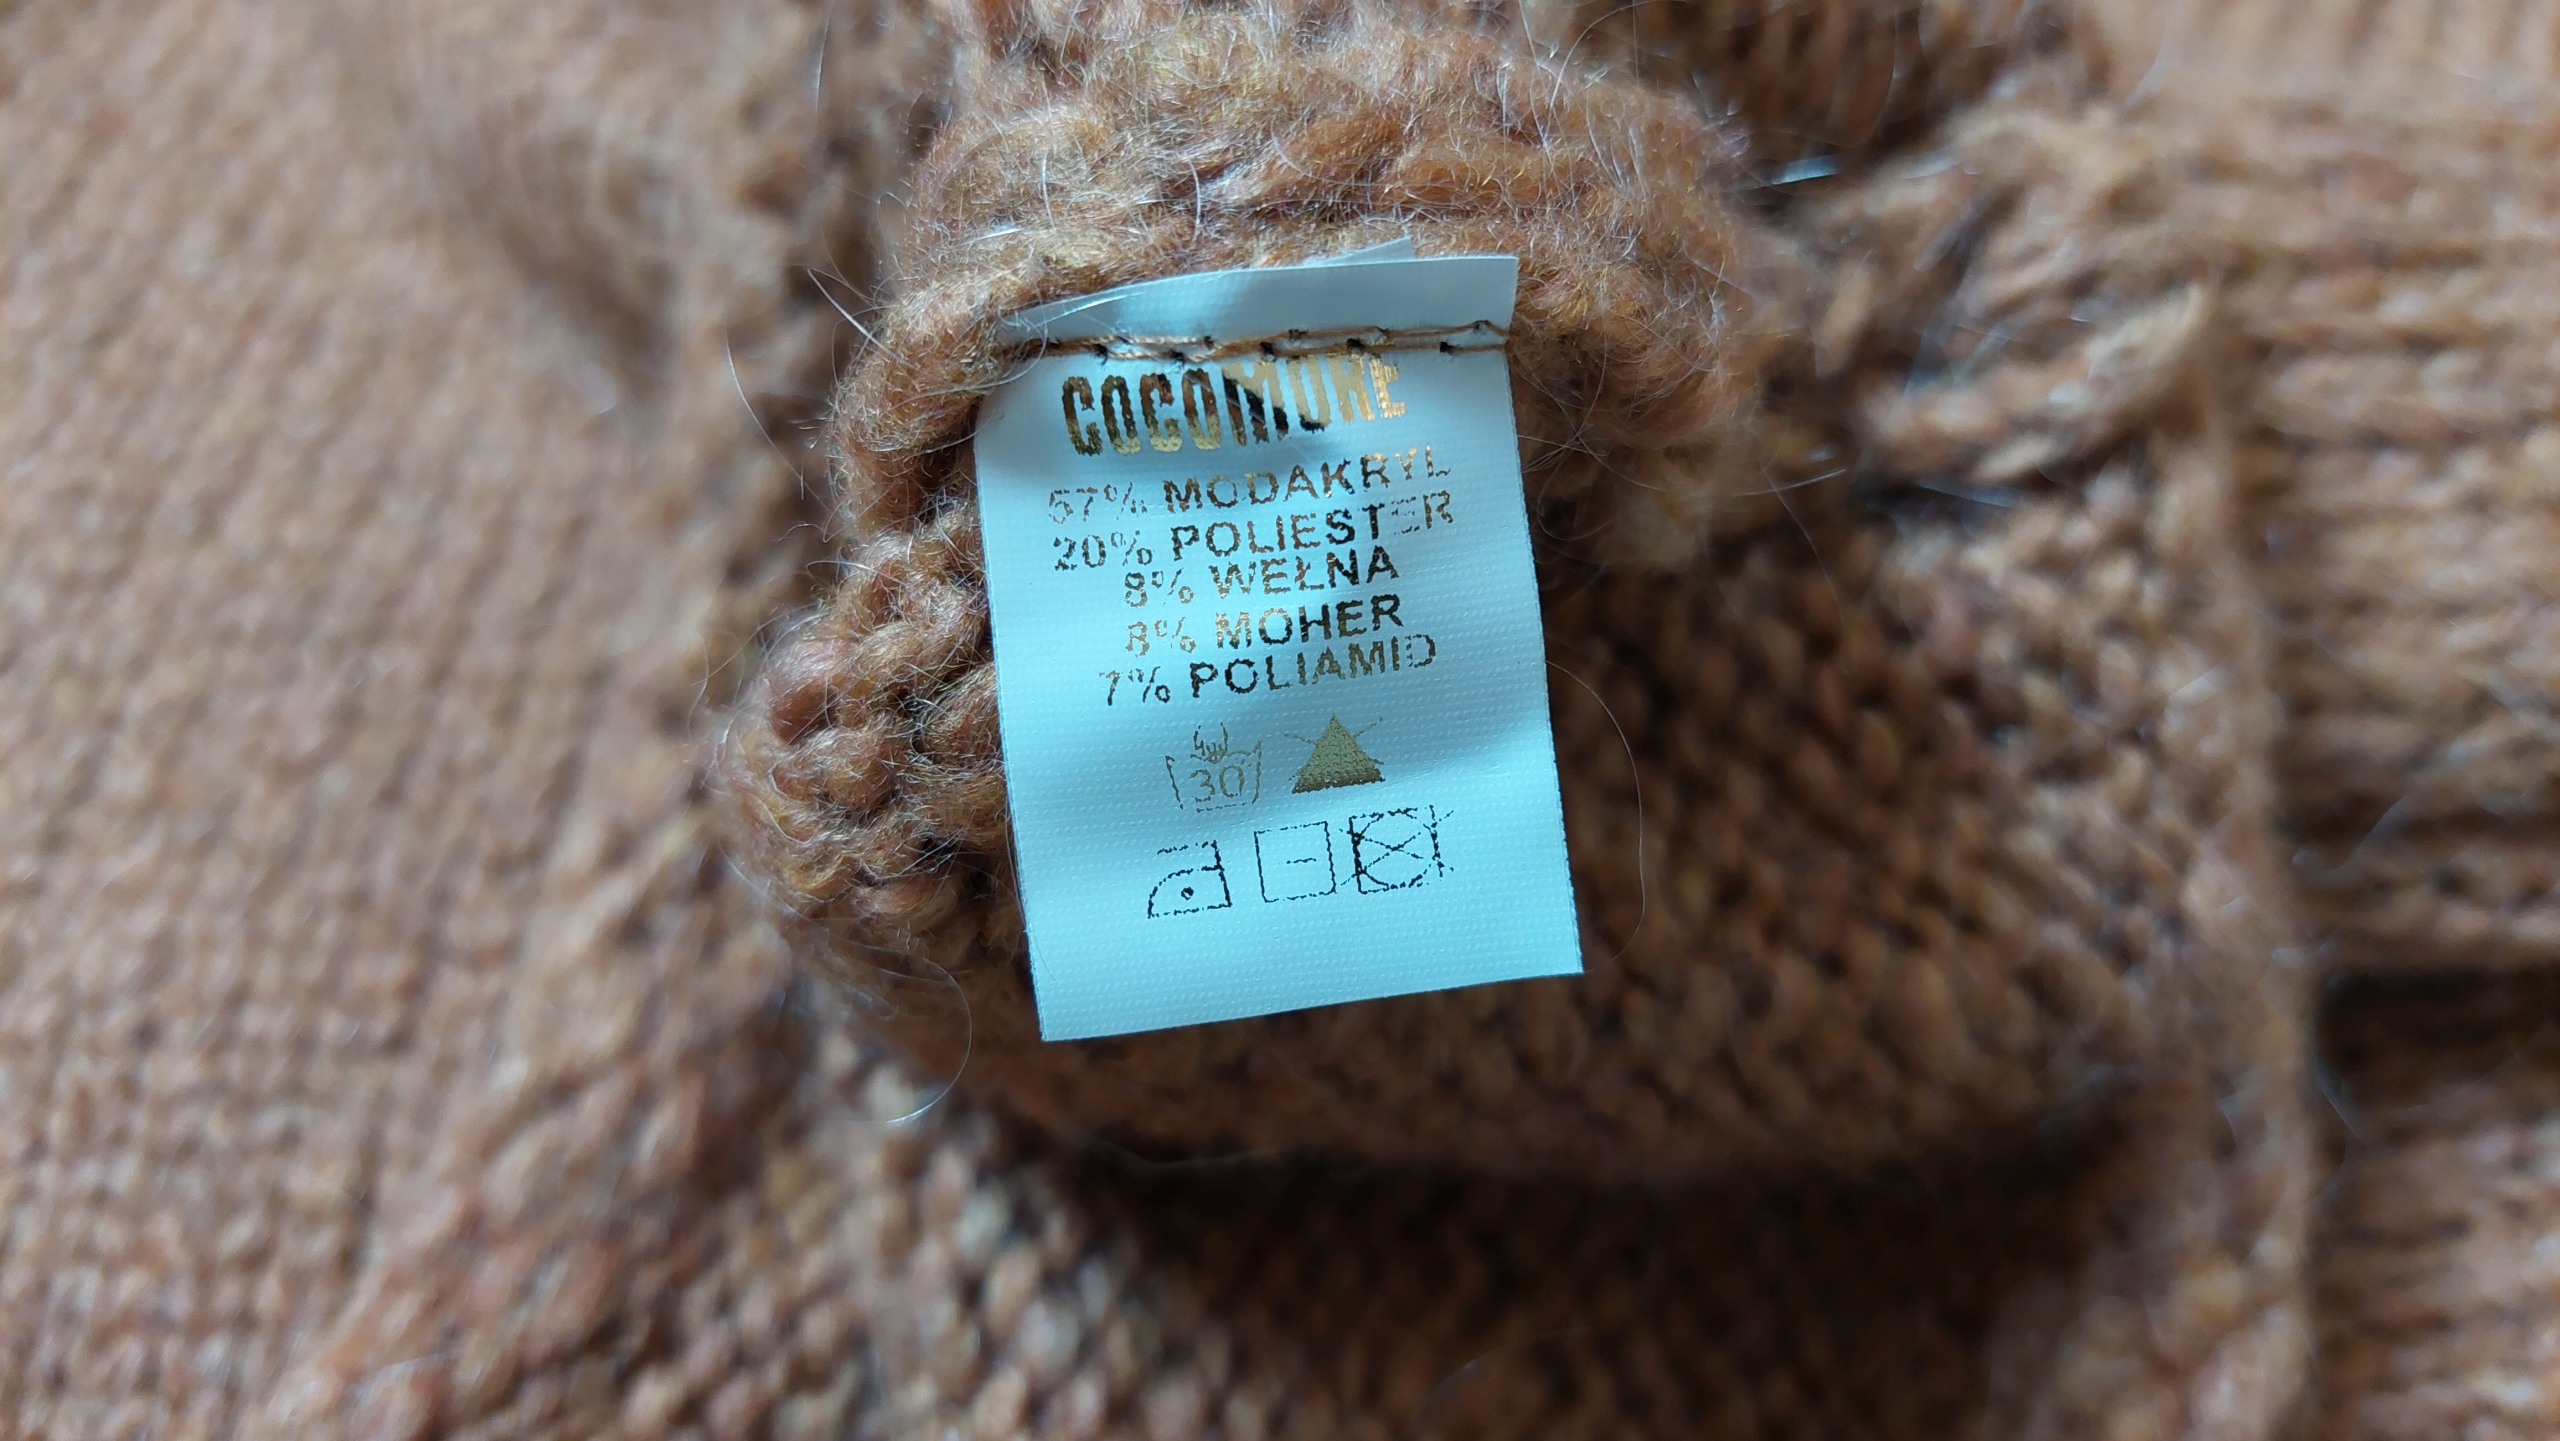 COCOMORE
57% MODAKRYL
20% POLIESTER
8% WEŁNA
8% MOHER
7% POLIAMID
30